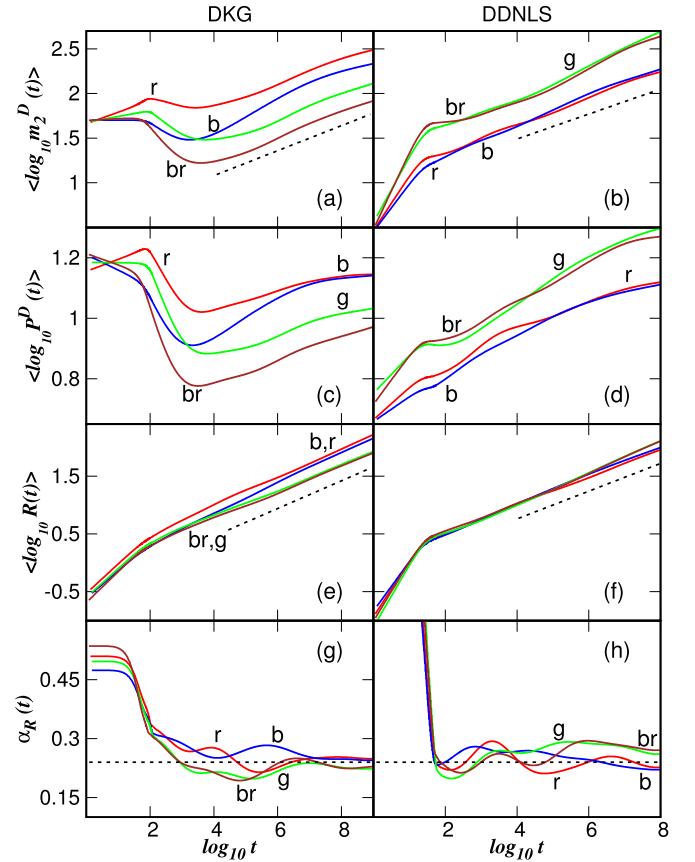 DKG DDNLS
<log10 m2^D (t)>
2.5
2
1.5
1
r
b
br
(a)
br
g
b
r
(b)
<log10 P^D (t)>
1.2
1
0.8
r
b
g
br
(c)
g
r
br
b
(d)
<log10 R(t)>
1.5
0.5
-0.5
b,r
br,g
(e)
(f)
αR (t)
0.45
0.3
0.15
(g)
r
b
br
g
(h)
g
br
r
b
2 4 6 8
log10 t
0 2 4 6 8
log10 t